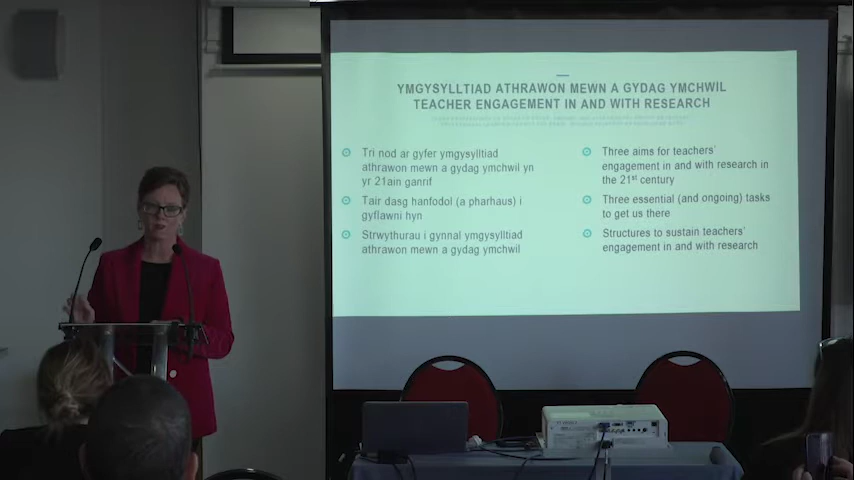 YMGYSYLLTIAD ATHRAWON MEWN A GYDAG YMCHWIL
TEACHER ENGAGEMENT IN AND WITH RESEARCH
Tri nod ar gyfer ymgysylltiad
athrawon mewn a gydag ymchwil yn
yr 21ain ganrif
Tair dasg hanfodol (a pharhaus) i
gyflawni hyn
Strwythurau i gynnal ymgysylltiad
athrawon mewn a gydag ymchwil
Three aims for teachers'
engagement in and with research in
the 21st century
Three essential (and ongoing) tasks
to get us there
Structures to sustain teachers'
engagement in and with research